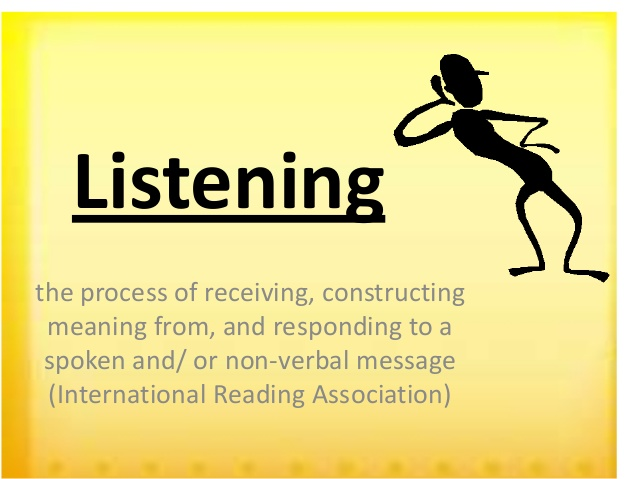 Listening
the process of receiving, constructing
meaning from, and responding to a
spoken and/ or non-verbal message
(International Reading Association)